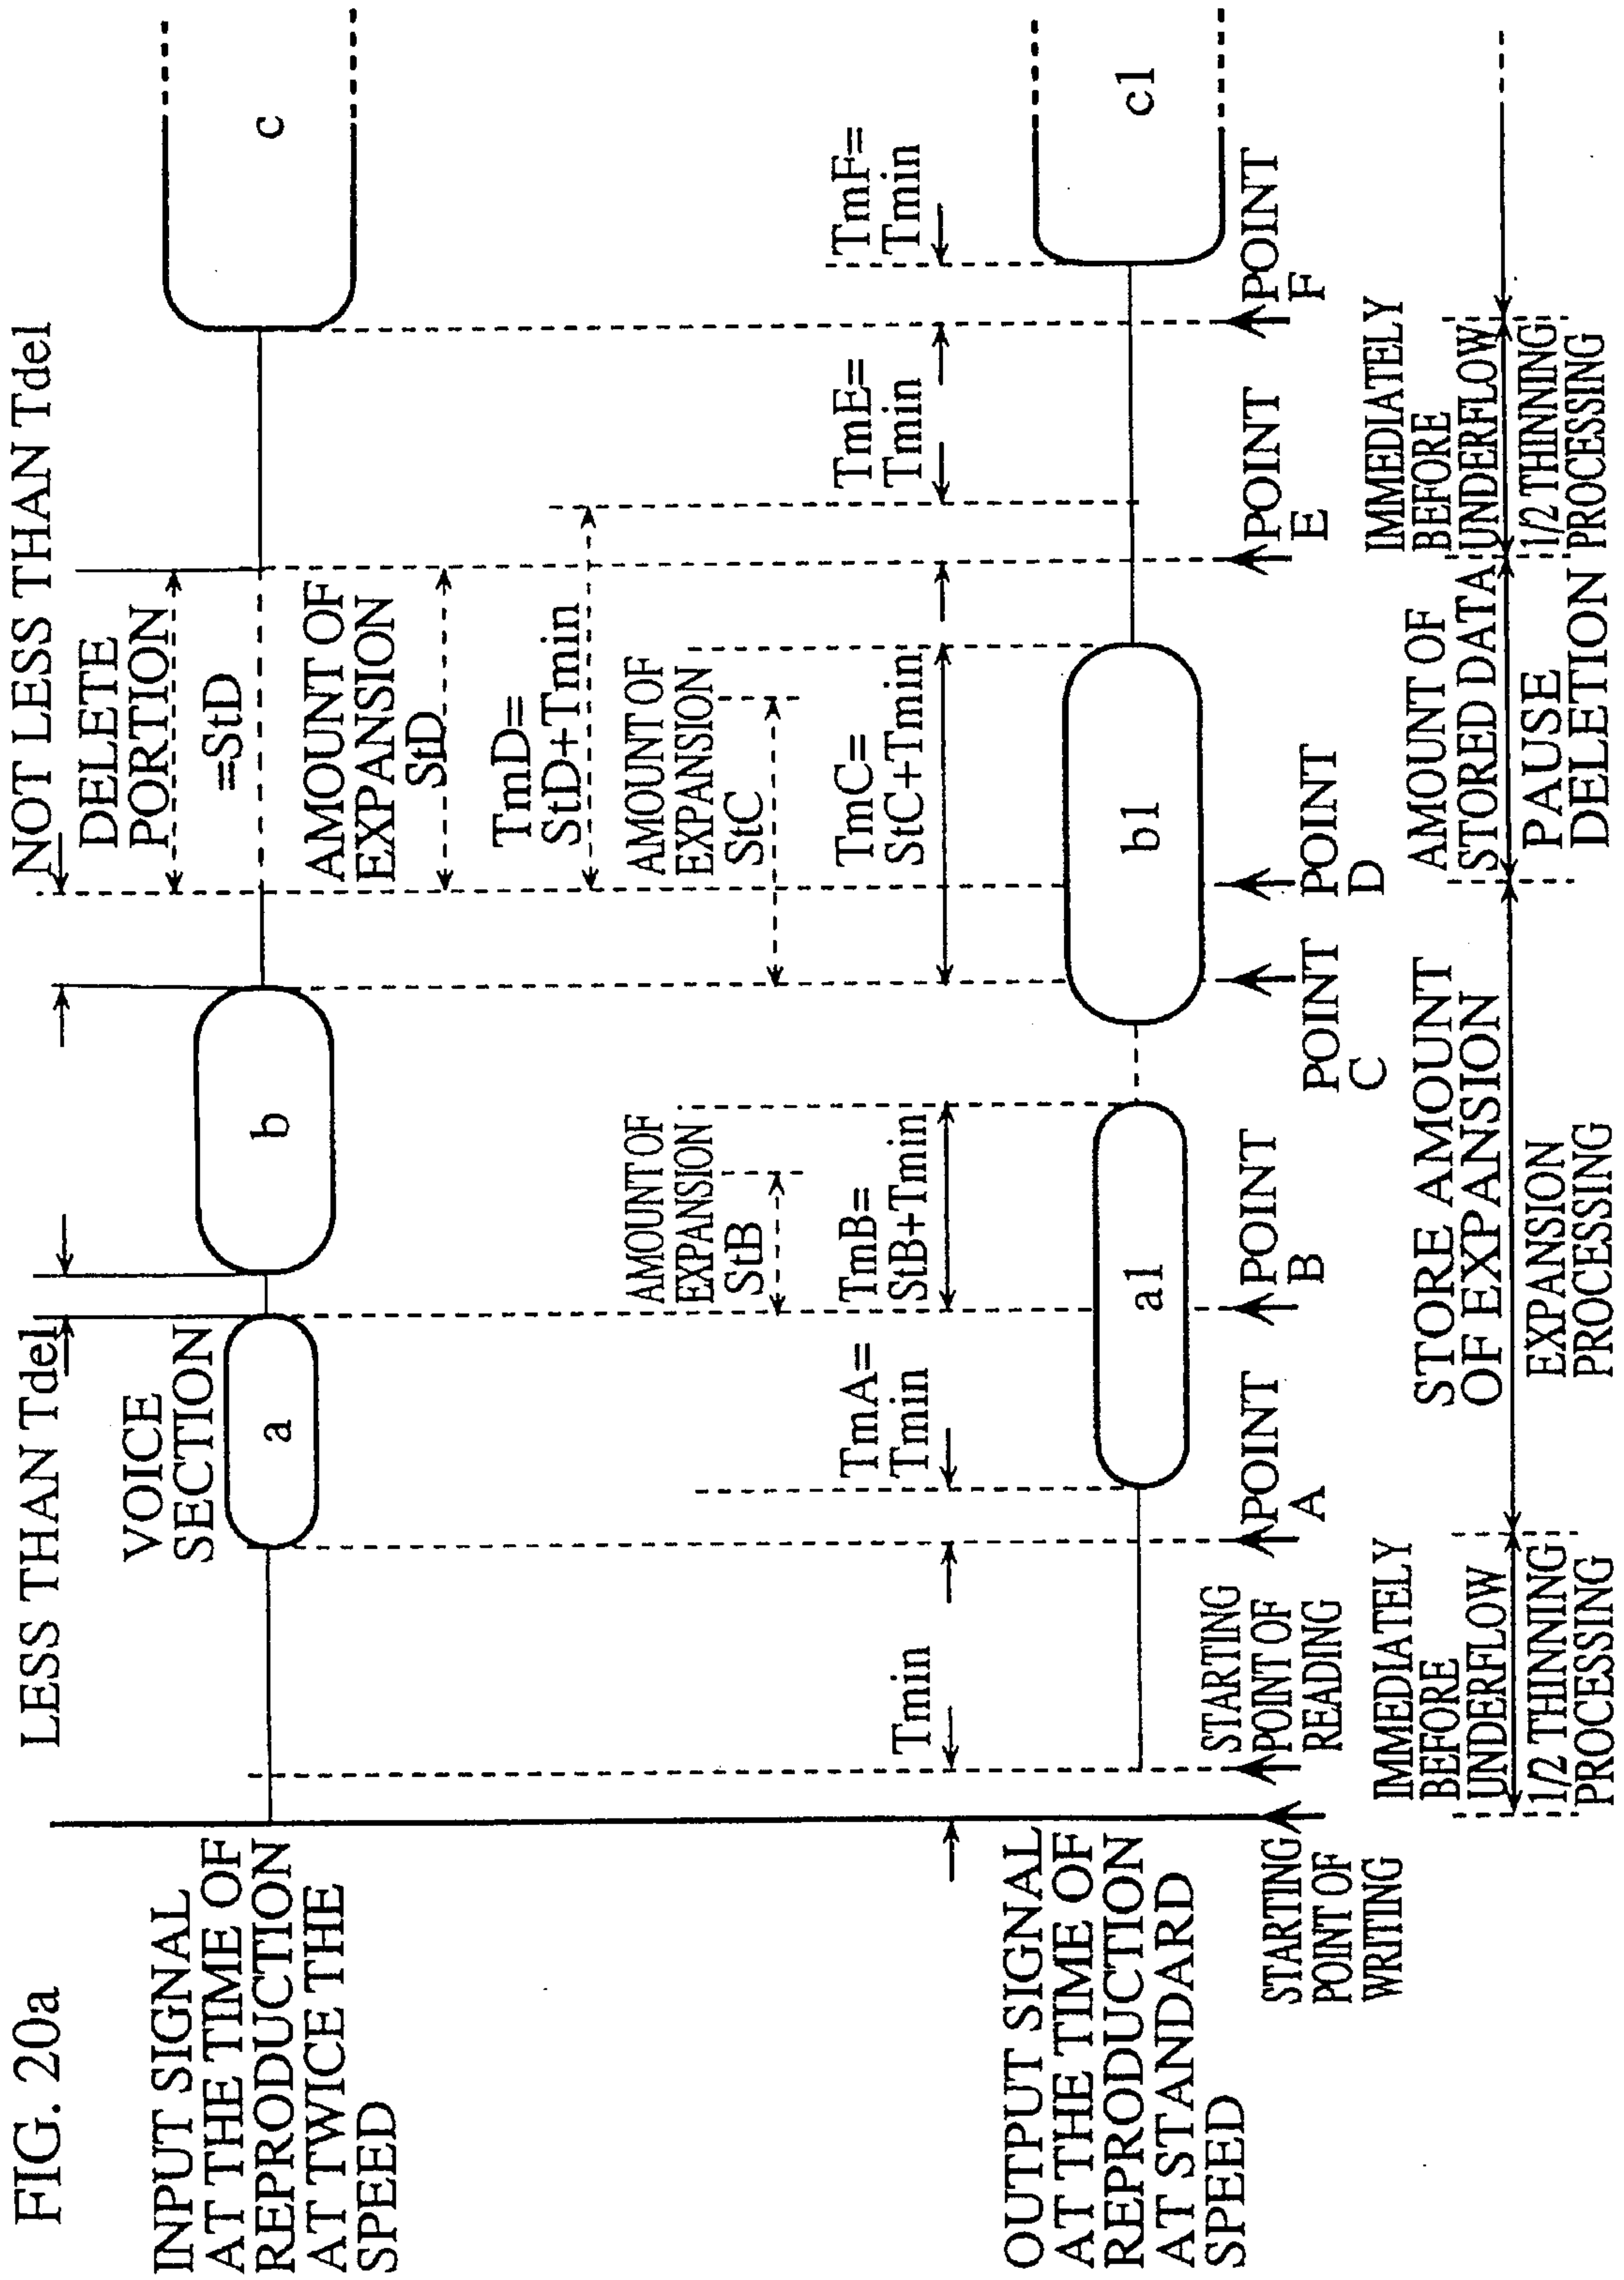 FIG. 20a
LESS THAN Tdel
NOT LESS THAN Tdel
INPUT SIGNAL
AT THE TIME OF
REPRODUCTION
AT TWICE THE
SPEED
VOICE
SECTION
a
b
c
DELETE
PORTION
=StD
AMOUNT OF
EXPANSION
StD
TmD=
StD+Tmin
AMOUNT OF
EXPANSION
StB
AMOUNT OF
EXPANSION
StC
Tmin
TmA=
Tmin
TmB=
StB+Tmin
TmC=
StC+Tmin
TmE=
Tmin
TmF=
Tmin
OUTPUT SIGNAL
AT THE TIME OF
REPRODUCTION
AT STANDARD
SPEED
a1
b1
c1
STARTING
POINT OF
WRITING
STARTING
POINT OF
READING
POINT
A
POINT
B
POINT
C
POINT
D
POINT
E
POINT
F
IMMEDIATELY
BEFORE
UNDERFLOW
1/2 THINNING
PROCESSING
STORE AMOUNT
OF EXPANSION
EXPANSION
PROCESSING
AMOUNT OF
STORED DATA
PAUSE
DELETION
IMMEDIATELY
BEFORE
UNDERFLOW
1/2 THINNING
PROCESSING